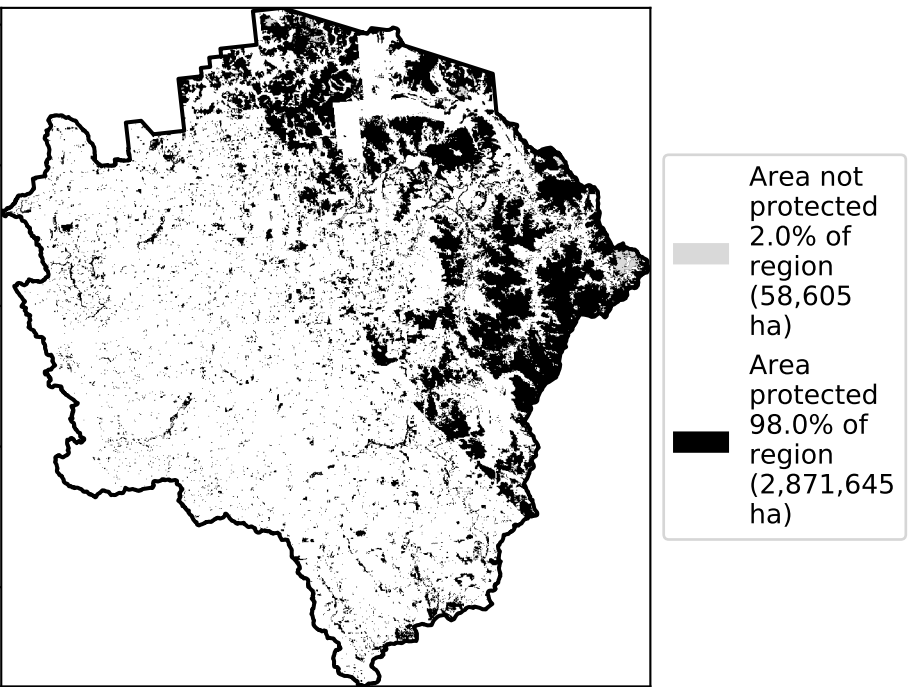 Area not
protected
2.0% of
region
(58,605
ha)
Area
protected
98.0% of
region
(2,871,645
ha)